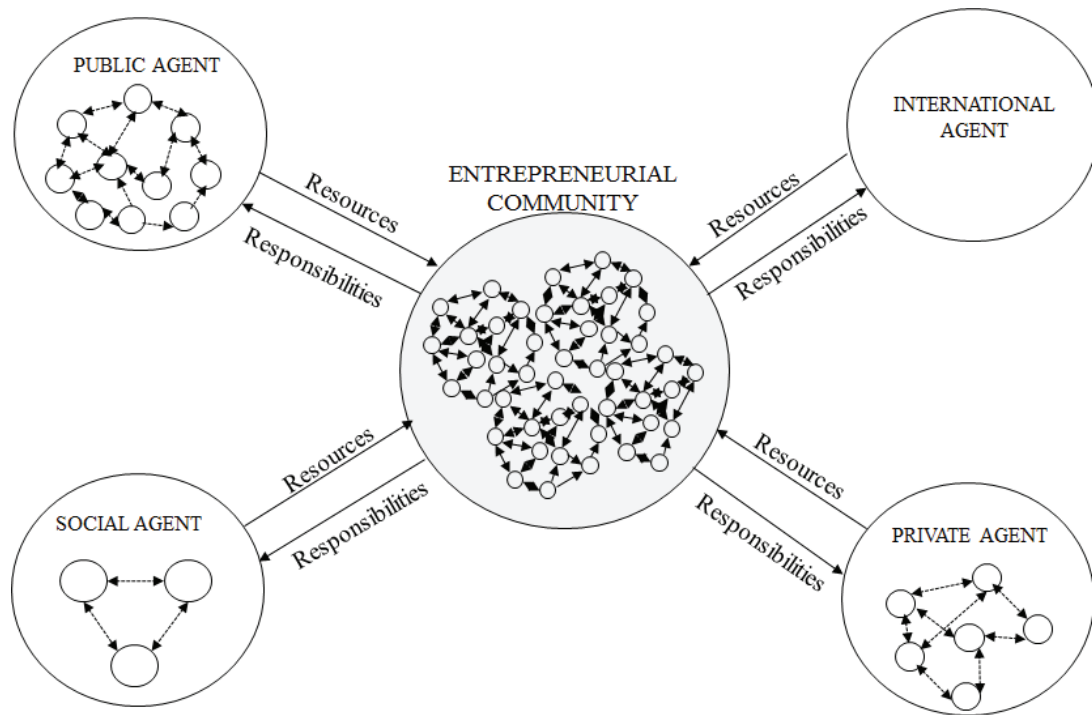 PUBLIC AGENT
INTERNATIONAL
AGENT
ENTREPRENEURIAL
COMMUNITY
Resources
Responsibilities
Resources
Responsibilities
SOCIAL AGENT
Resources
Responsibilities
PRIVATE AGENT
Resources
Responsibilities